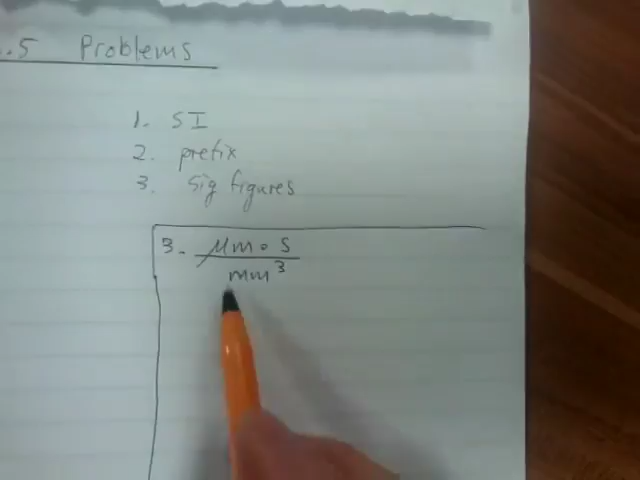 .5 Problems
1. SI
2. prefix
3. sig figures
3. μm • s
mm³